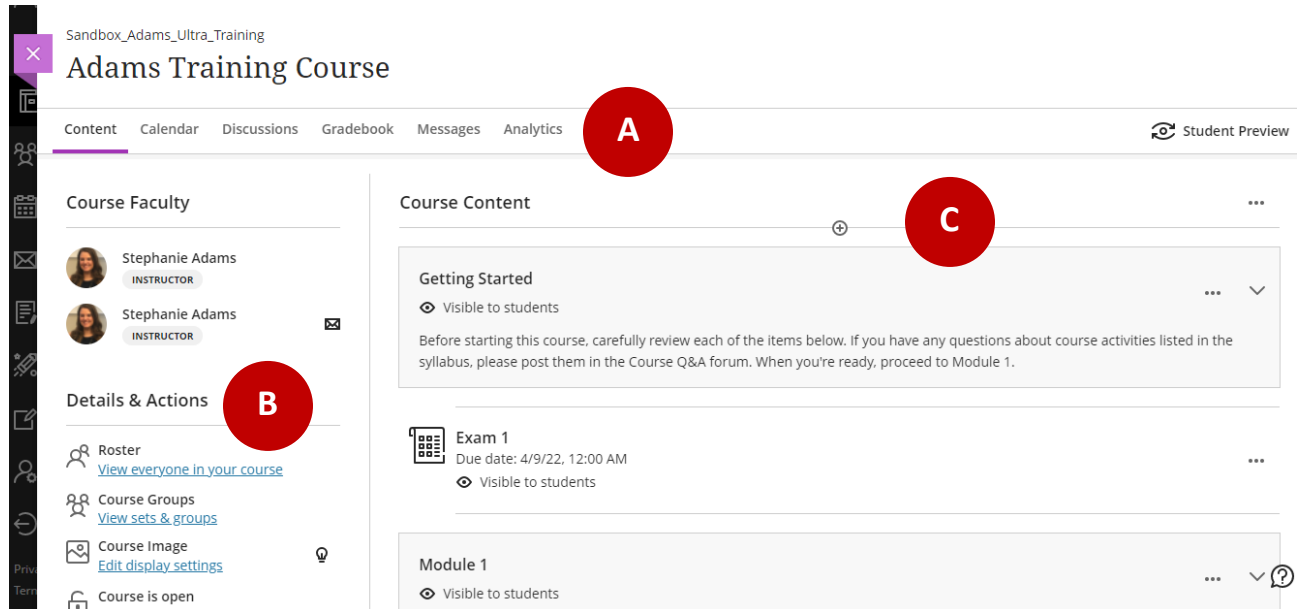 Sandbox_Adams_Ultra_Training
Adams Training Course
Content Calendar Discussions Gradebook Messages Analytics
A
Student Preview
Course Faculty
Stephanie Adams
INSTRUCTOR
Stephanie Adams
INSTRUCTOR
Details & Actions
B
Roster
View everyone in your course
Course Groups
View sets & groups
Course Image
Edit display settings
Course is open
Course Content
C
Getting Started
Visible to students
Before starting this course, carefully review each of the items below. If you have any questions about course activities listed in the
syllabus, please post them in the Course Q&A forum. When you're ready, proceed to Module 1.
Exam 1
Due date: 4/9/22, 12:00 AM
Visible to students
Module 1
Visible to students